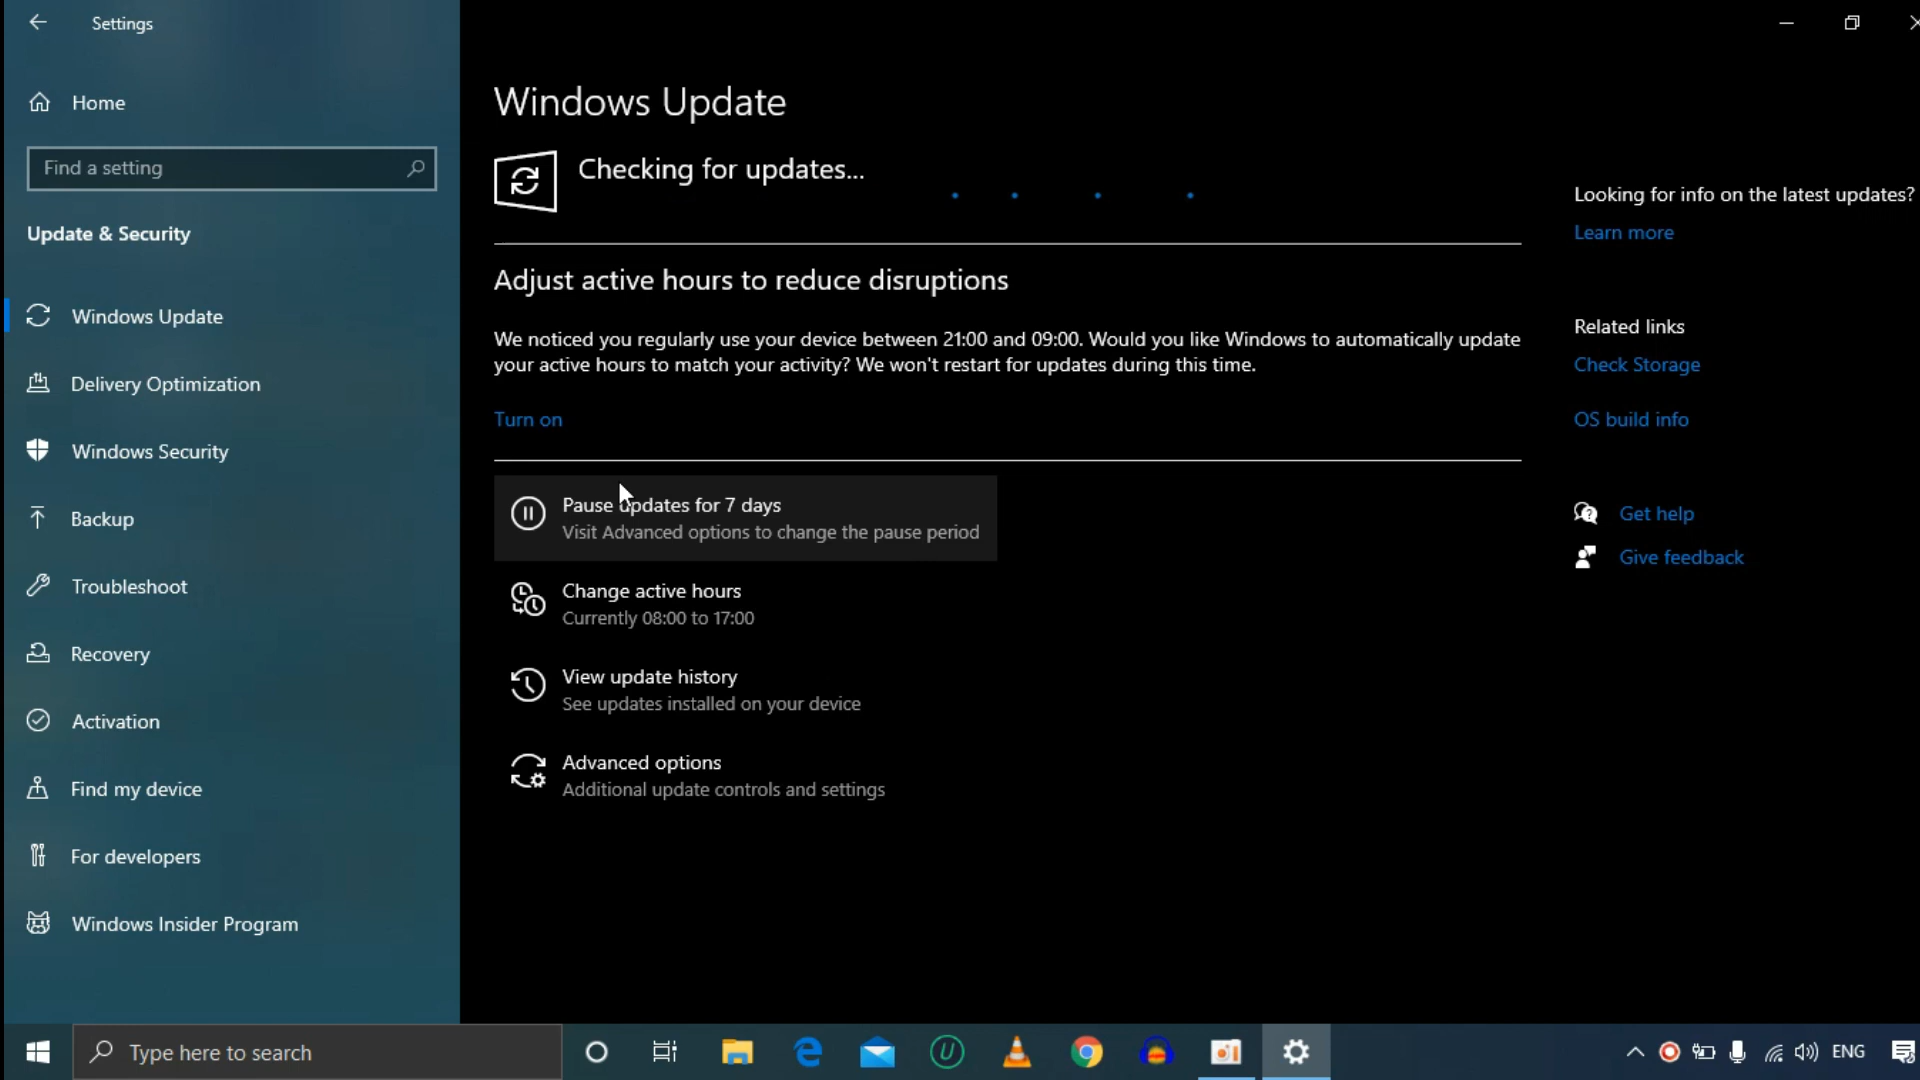 Settings
Home
Find a setting
Update & Security
Windows Update
Delivery Optimization
Windows Security
Backup
Troubleshoot
Recovery
Activation
Find my device
For developers
Windows Insider Program
Windows Update
Checking for updates...
Adjust active hours to reduce disruptions
We noticed you regularly use your device between 21:00 and 09:00. Would you like Windows to automatically update
your active hours to match your activity? We won't restart for updates during this time.
Turn on
Pause updates for 7 days
Visit Advanced options to change the pause period
Change active hours
Currently 08:00 to 17:00
View update history
See updates installed on your device
Advanced options
Additional update controls and settings
Looking for info on the latest updates?
Learn more
Related links
Check Storage
OS build info
Get help
Give feedback
Type here to search
ENG